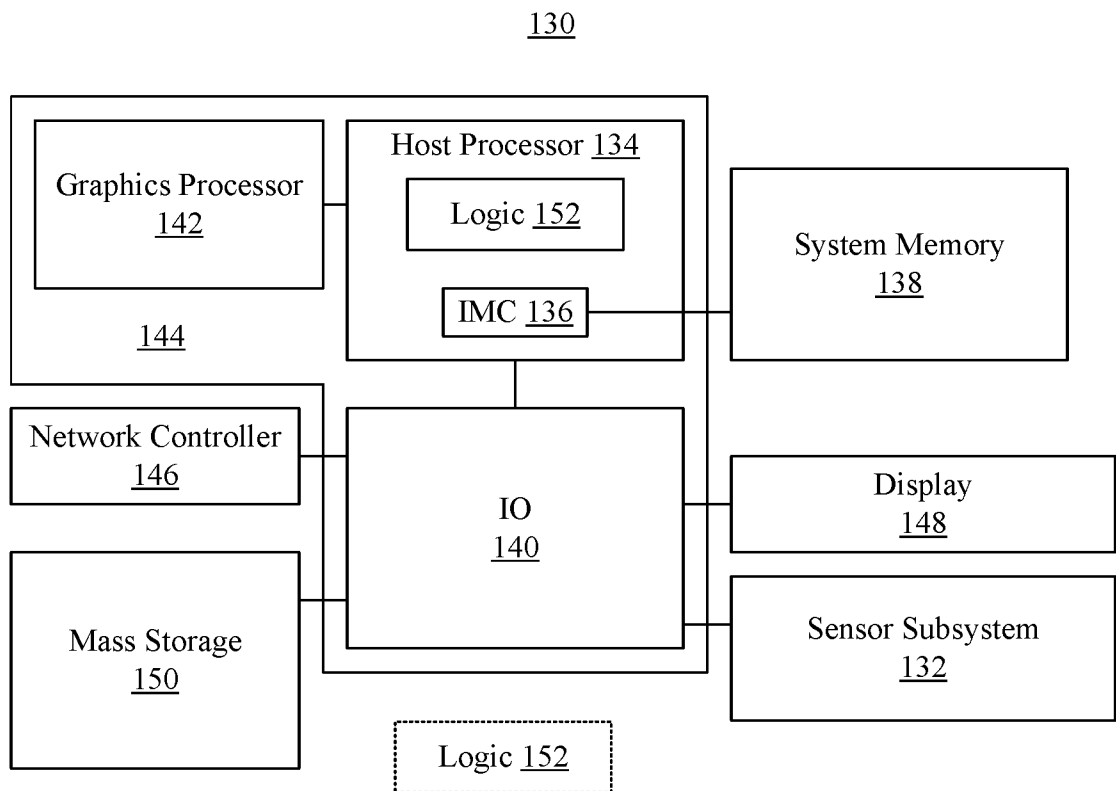 130
Graphics Processor
142
Host Processor 134
Logic 152
IMC 136
System Memory
138
144
Network Controller
146
IO
140
Display
148
Mass Storage
150
Sensor Subsystem
132
Logic 152